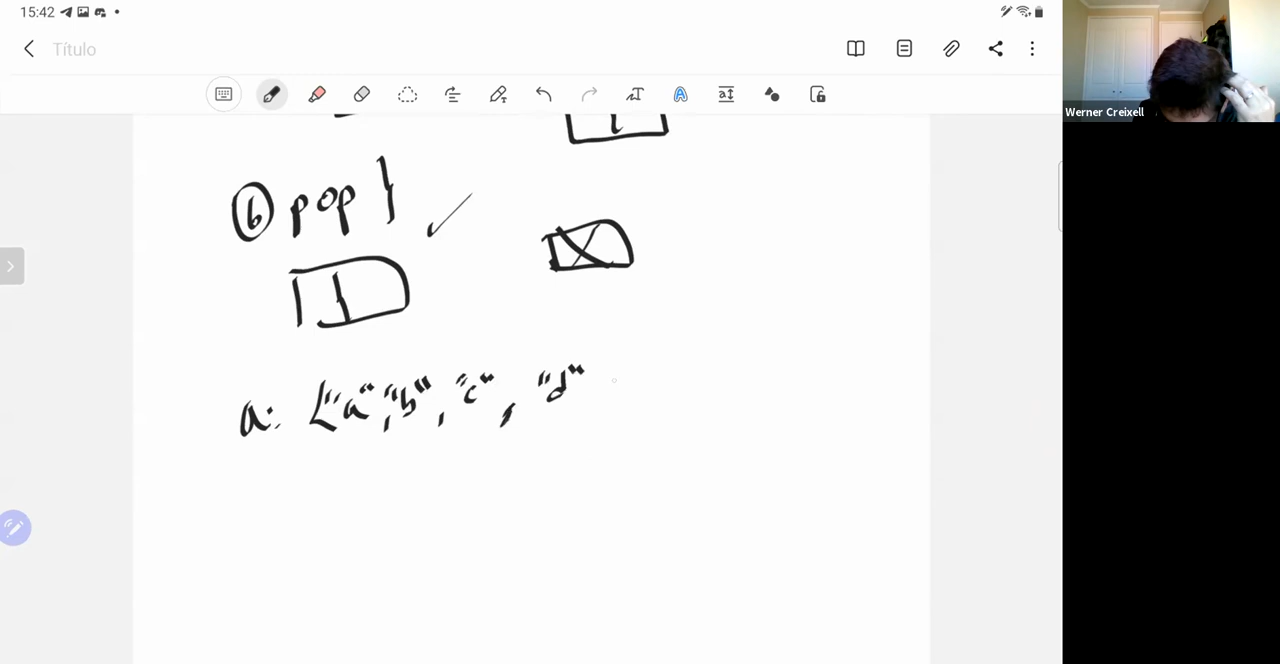 15:42
Título
Werner Creixell
⑥ pop }
a: ["a", "b", "c", "d"